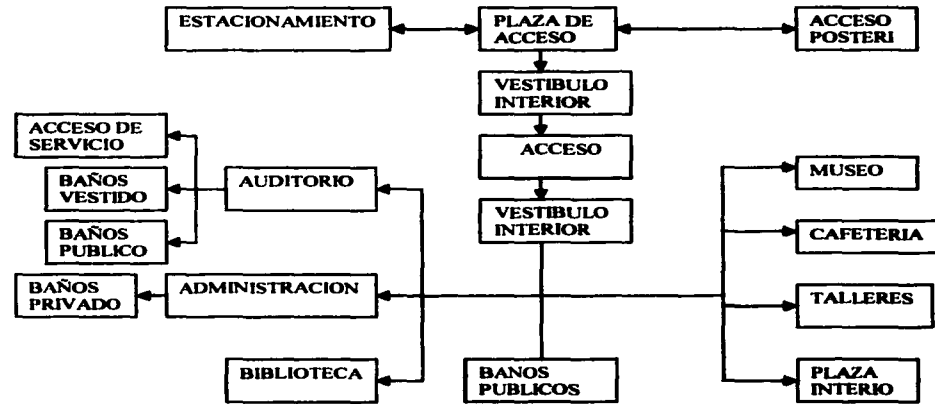 ESTACIONAMIENTO
PLAZA DE
ACCESO
ACCESO
POSTERI
VESTIBULO
INTERIOR
ACCESO DE
SERVICIO
ACCESO
BAÑOS
VESTIDO
AUDITORIO
MUSEO
VESTIBULO
INTERIOR
BAÑOS
PUBLICO
CAFETERIA
BAÑOS
PRIVADO
ADMINISTRACION
TALLERES
BIBLIOTECA
BANOS
PUBLICOS
PLAZA
INTERIO